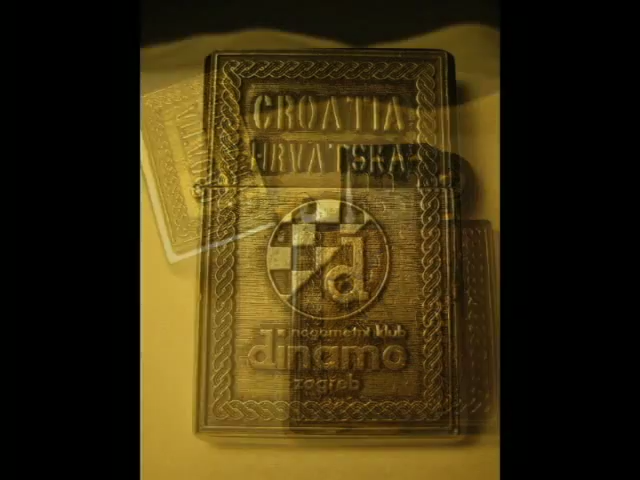 CROATIA
HRVATSKA
d
nogometni klub
dinamo
zagreb